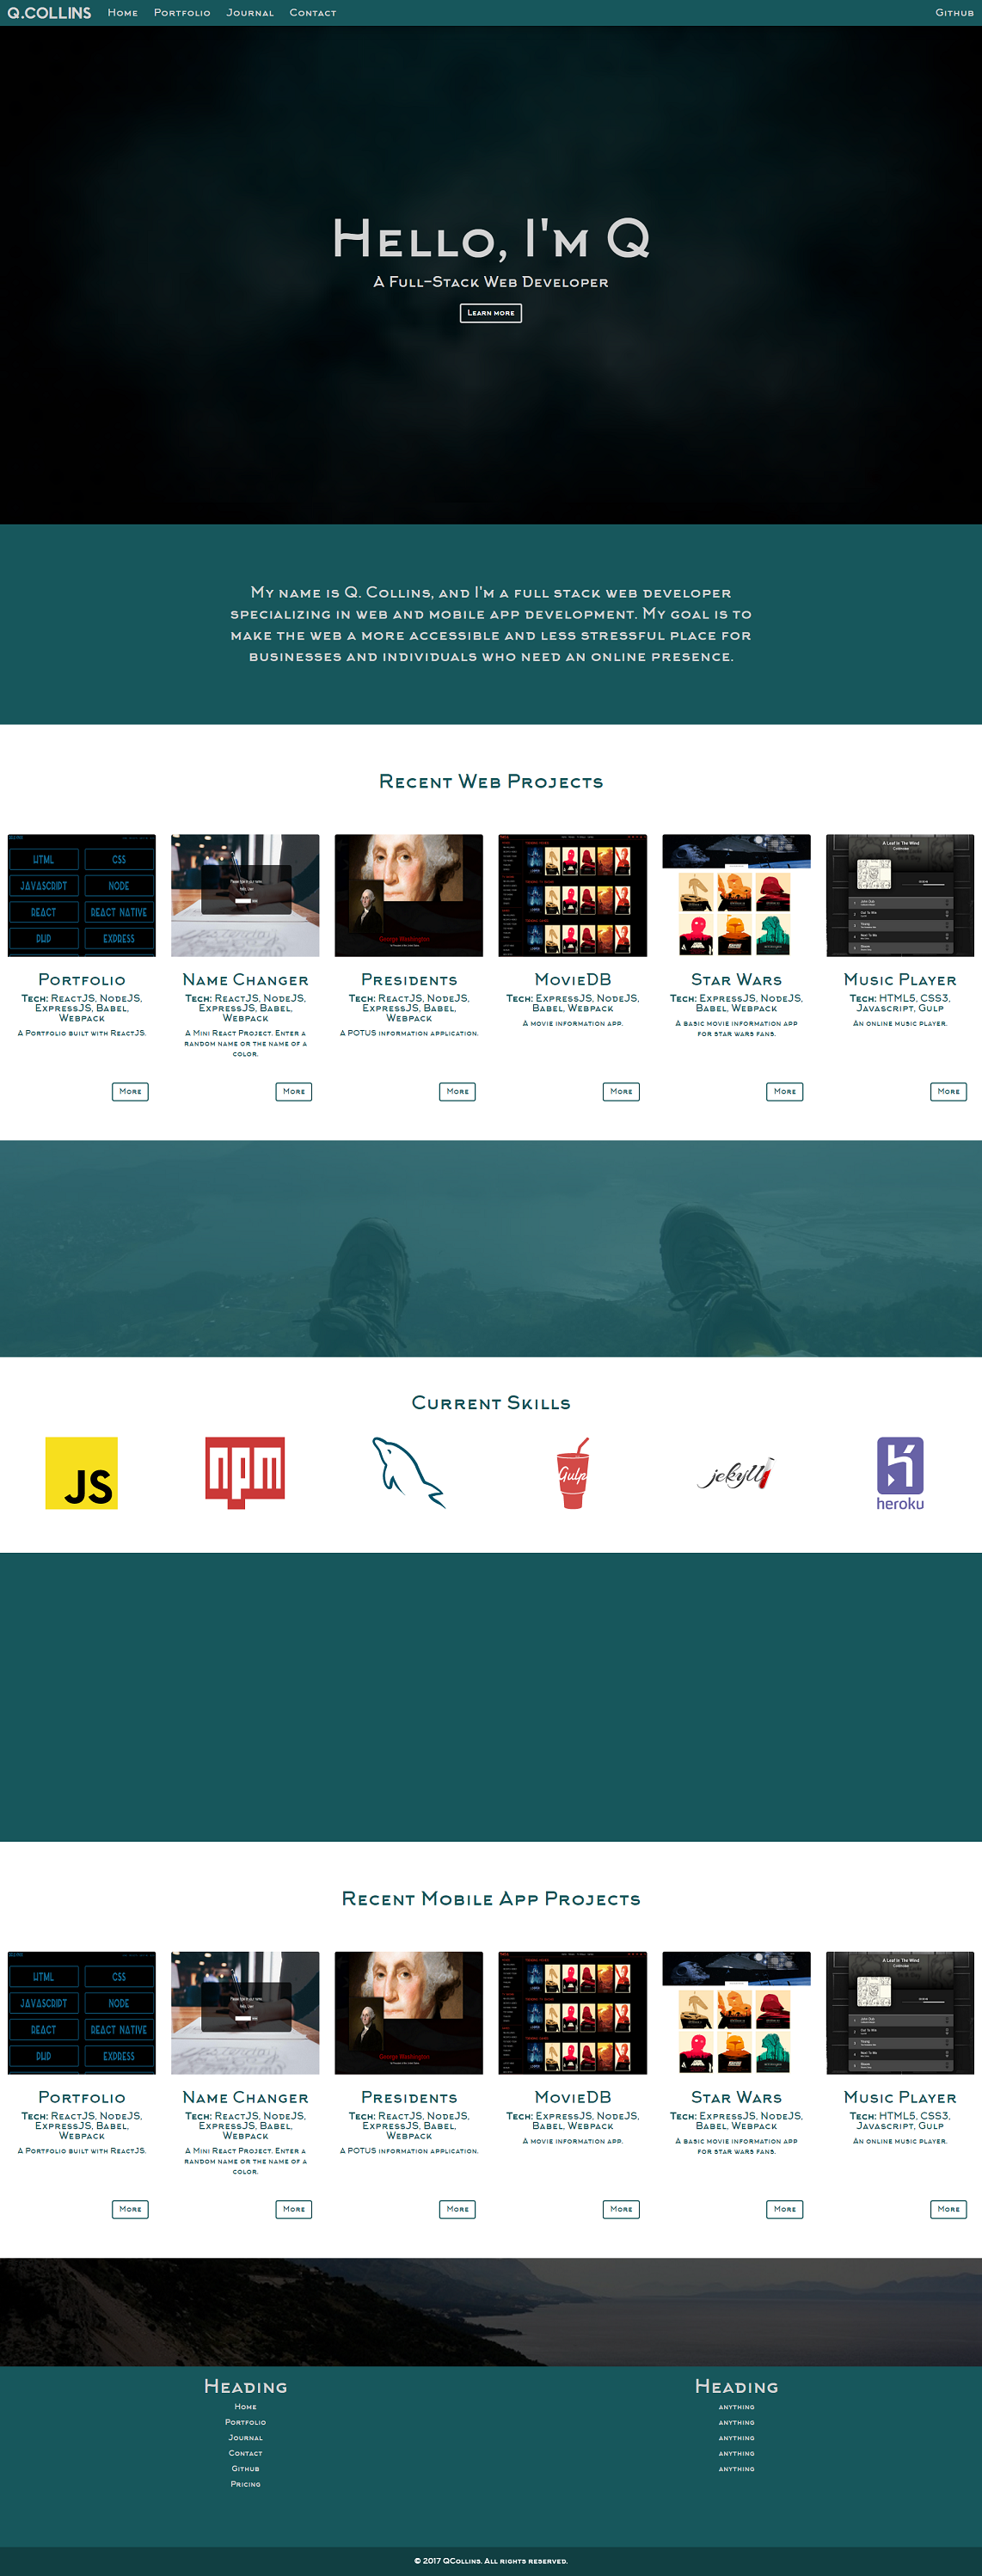 Q.COLLINS Home Portfolio Journal Contact Github
Hello, I'm Q
A Full-Stack Web Developer
Learn more
My name is Q. Collins, and I'm a full stack web developer
specializing in web and mobile app development. My goal is to
make the web a more accessible and less stressful place for
businesses and individuals who need an online presence.
Recent Web Projects
HTML CSS
JAVASCRIPT NODE
REACT REACT NATIVE
EXPRESS
George Washington
A Leaf In The Wind
Portfolio
Tech: ReactJS, NodeJS,
ExpressJS, Babel,
Webpack
A Portfolio built with ReactJS.
More
Name Changer
Tech: ReactJS, NodeJS,
ExpressJS, Babel,
Webpack
A Mini React Project. Enter a
random name or the name of a
color.
More
Presidents
Tech: ReactJS, NodeJS,
ExpressJS, Babel,
Webpack
A POTUS information application.
More
MovieDB
Tech: ExpressJS, NodeJS,
Babel, Webpack
A movie information app.
More
Star Wars
Tech: ExpressJS, NodeJS,
Babel, Webpack
A basic movie information app
for star wars fans.
More
Music Player
Tech: HTML5, CSS3,
Javascript, Gulp
An online music player.
More
Current Skills
JS
npm
Gulp
jekyll
heroku
Recent Mobile App Projects
HTML CSS
JAVASCRIPT NODE
REACT REACT NATIVE
EXPRESS
George Washington
A Leaf In The Wind
Portfolio
Tech: ReactJS, NodeJS,
ExpressJS, Babel,
Webpack
A Portfolio built with ReactJS.
More
Name Changer
Tech: ReactJS, NodeJS,
ExpressJS, Babel,
Webpack
A Mini React Project. Enter a
random name or the name of a
color.
More
Presidents
Tech: ReactJS, NodeJS,
ExpressJS, Babel,
Webpack
A POTUS information application.
More
MovieDB
Tech: ExpressJS, NodeJS,
Babel, Webpack
A movie information app.
More
Star Wars
Tech: ExpressJS, NodeJS,
Babel, Webpack
A basic movie information app
for star wars fans.
More
Music Player
Tech: HTML5, CSS3,
Javascript, Gulp
An online music player.
More
Heading
Home
Portfolio
Journal
Contact
Github
Pricing
Heading
anything
anything
anything
anything
anything
© 2017 QCollins. All rights reserved.